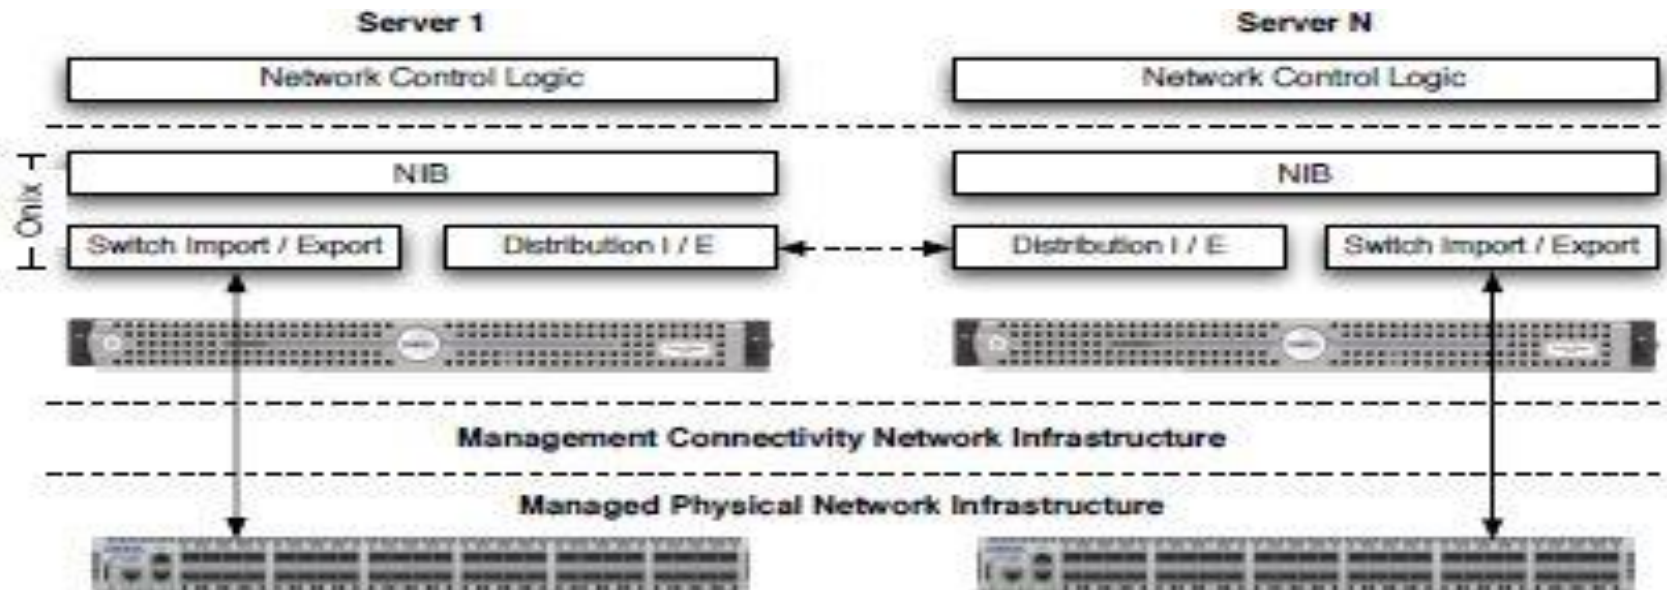 Server 1
Server N
Network Control Logic
Network Control Logic
Onix
NIB
NIB
Switch Import / Export
Distribution I / E
Distribution I / E
Switch Import / Export
Management Connectivity Network Infrastructure
Managed Physical Network Infrastructure